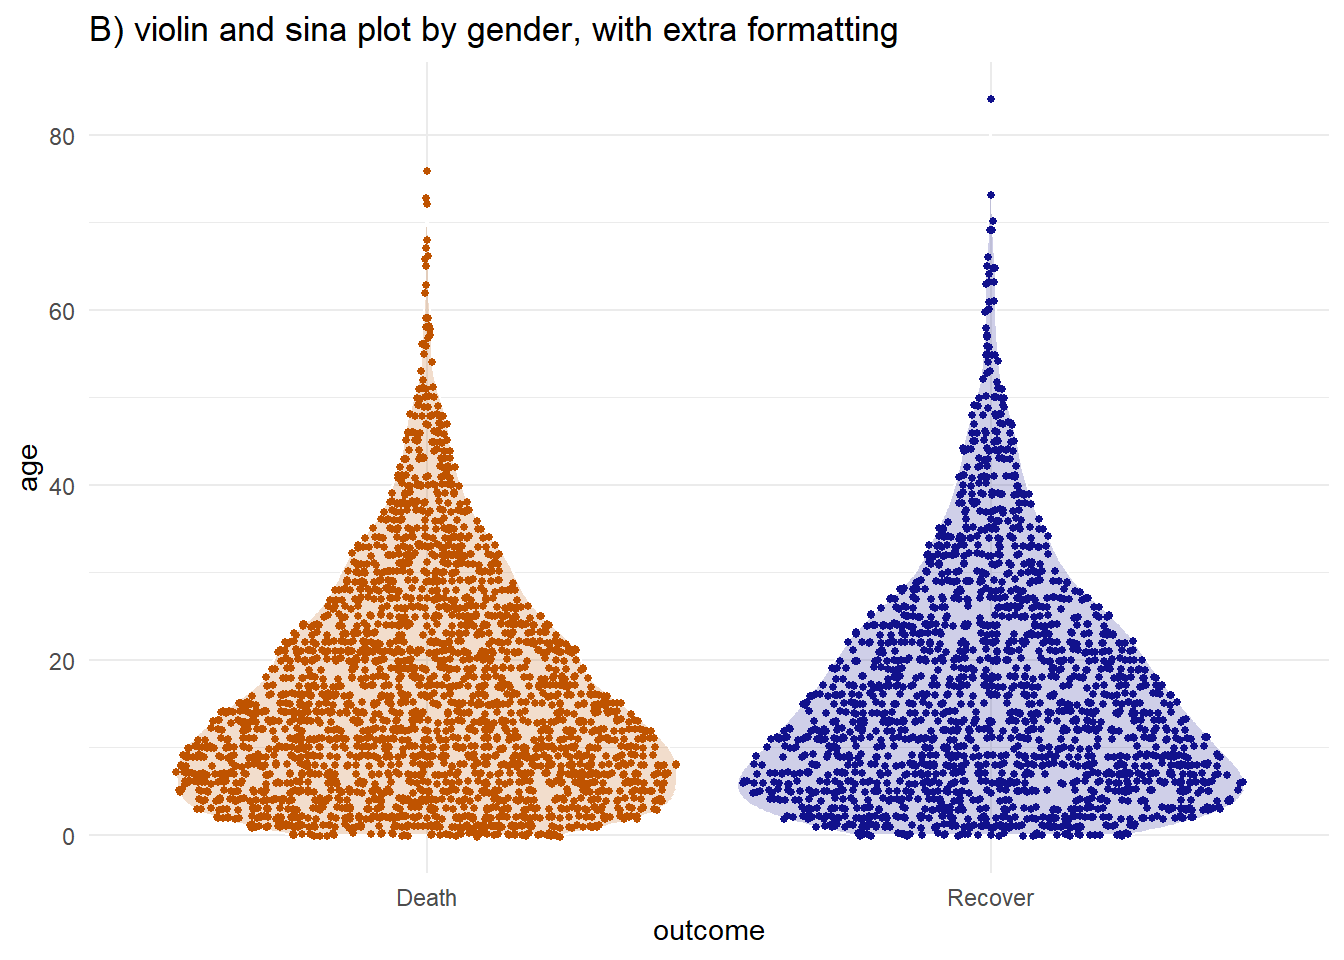 B) violin and sina plot by gender, with extra formatting
80
60
40
20
0
age
Death
Recover
outcome